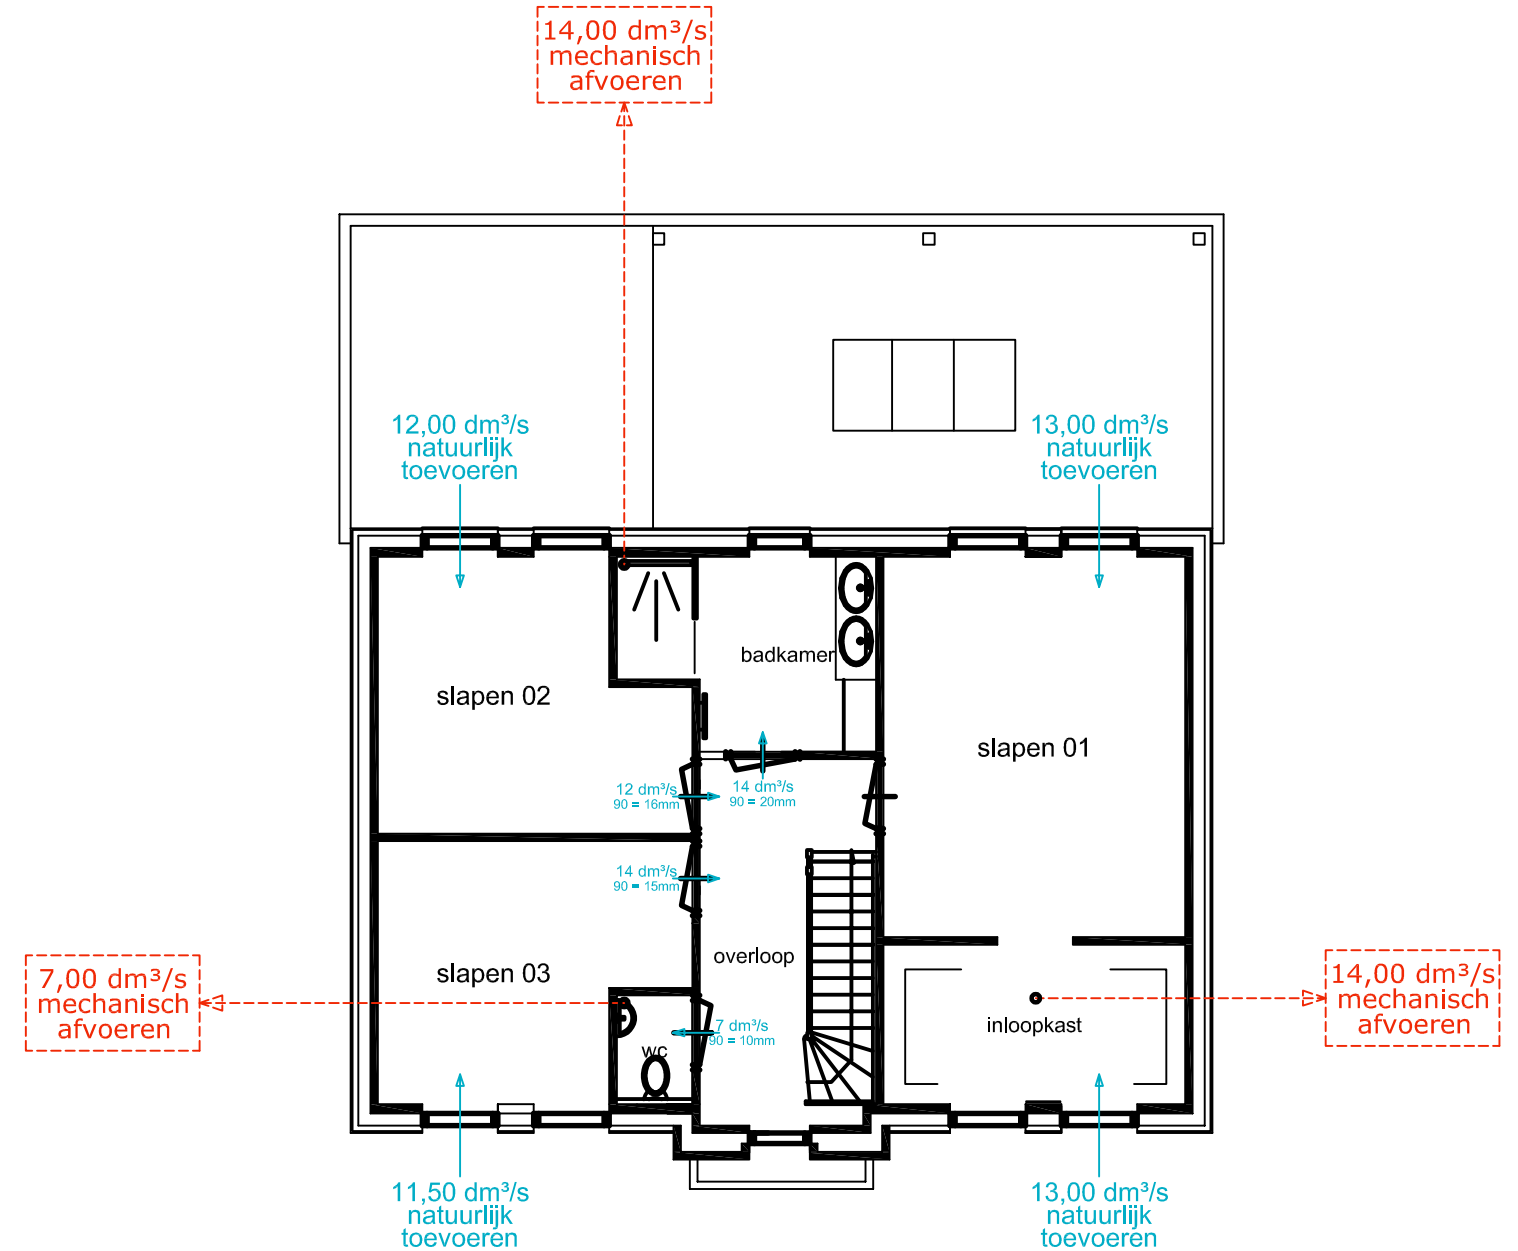 14,00 dm³/s
mechanisch
afvoeren
12,00 dm³/s
natuurlijk
toevoeren
13,00 dm³/s
natuurlijk
toevoeren
badkamer
slapen 02
slapen 01
12 dm³/s
90 = 16mm
14 dm³/s
90 = 20mm
14 dm³/s
90 = 15mm
overloop
slapen 03
7,00 dm³/s
mechanisch
afvoeren
14,00 dm³/s
mechanisch
afvoeren
7 dm³/s
90 = 10mm
inloopkast
wc
11,50 dm³/s
natuurlijk
toevoeren
13,00 dm³/s
natuurlijk
toevoeren